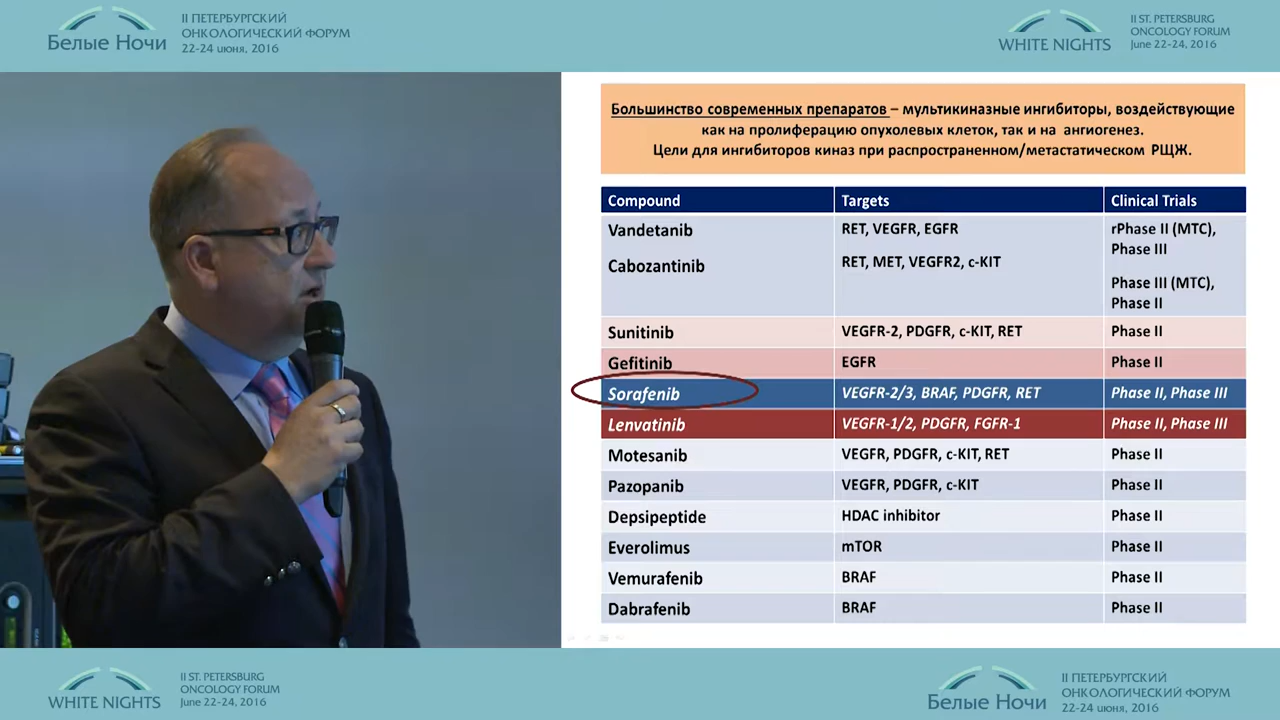 Белые Ночи
II ПЕТЕРБУРГСКИЙ
ОНКОЛОГИЧЕСКИЙ ФОРУМ
22-24 июня, 2016
WHITE NIGHTS
II ST. PETERSBURG
ONCOLOGY FORUM
June 22-24, 2016
Большинство современных препаратов – мультикиназные ингибиторы, воздействующие
как на пролиферацию опухолевых клеток, так и на ангиогенез.
Цели для ингибиторов киназ при распространенном/метастатическом РЩЖ.
Compound Targets Clinical Trials
Vandetanib RET, VEGFR, EGFR rPhase II (MTC),
Phase III
Cabozantinib RET, MET, VEGFR2, c-KIT
Phase III (MTC),
Phase II
Sunitinib VEGFR-2, PDGFR, c-KIT, RET Phase II
Gefitinib EGFR Phase II
Sorafenib VEGFR-2/3, BRAF, PDGFR, RET Phase II, Phase III
Lenvatinib VEGFR-1/2, PDGFR, FGFR-1 Phase II, Phase III
Motesanib VEGFR, PDGFR, c-KIT, RET Phase II
Pazopanib VEGFR, PDGFR, c-KIT Phase II
Depsipeptide HDAC inhibitor Phase II
Everolimus mTOR Phase II
Vemurafenib BRAF Phase II
Dabrafenib BRAF Phase II
WHITE NIGHTS
II ST. PETERSBURG
ONCOLOGY FORUM
June 22-24, 2016
Белые Ночи
II ПЕТЕРБУРГСКИЙ
ОНКОЛОГИЧЕСКИЙ ФОРУМ
22-24 июня, 2016